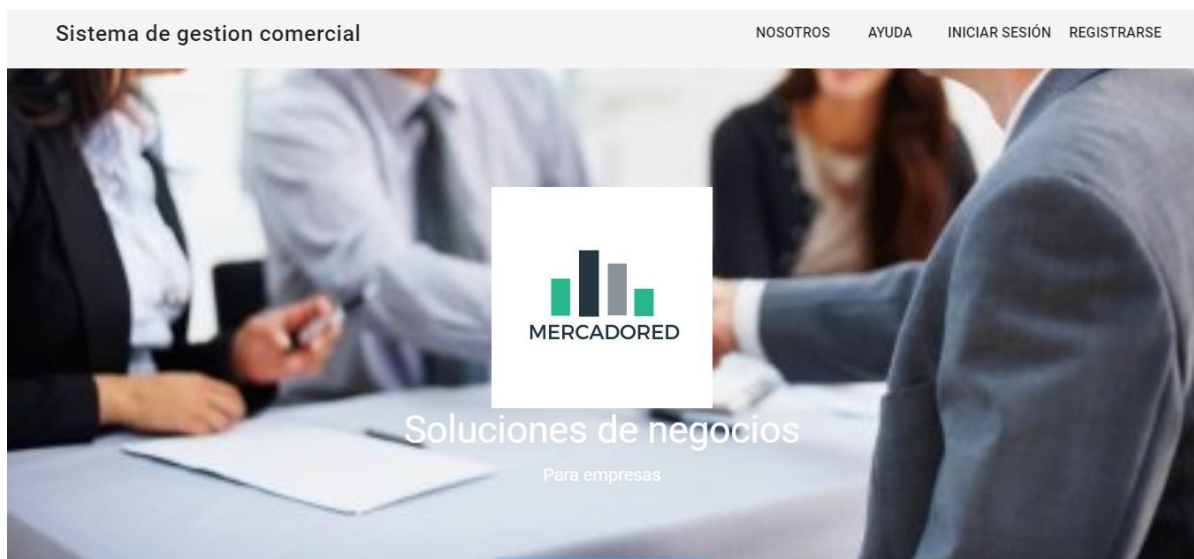 Sistema de gestion comercial
NOSOTROS AYUDA INICIAR SESIÓN REGISTRARSE
MERCADORED
Soluciones de negocios
Para empresas